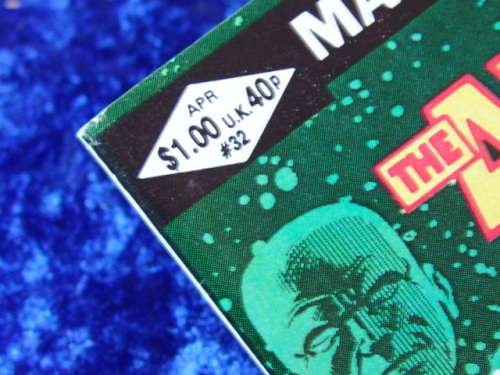 MA
APR
$1.00 U.K. 40p
#32
THE A